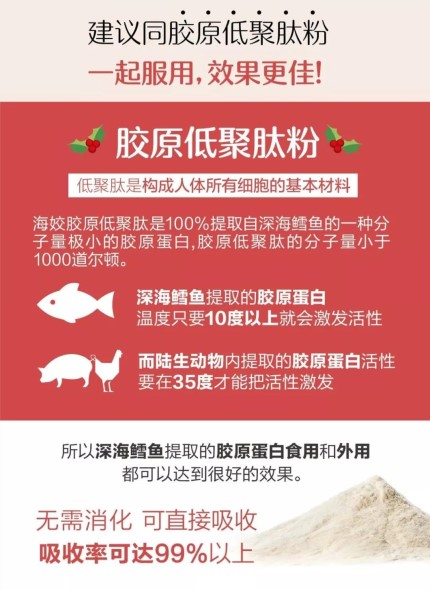 建议同胶原低聚肽粉
一起服用，效果更佳!
胶原低聚肽粉
低聚肽是构成人体所有细胞的基本材料
海姣胶原低聚肽是100%提取自深海鳕鱼的一种分
子量极小的胶原蛋白，胶原低聚肽的分子量小于
1000道尔顿。
深海鳕鱼提取的胶原蛋白
温度只要10度以上就会激发活性
而陆生动物内提取的胶原蛋白活性
要在35度才能把活性激发
所以深海鳕鱼提取的胶原蛋白食用和外用
都可以达到很好的效果。
无需消化 可直接吸收
吸收率可达99%以上